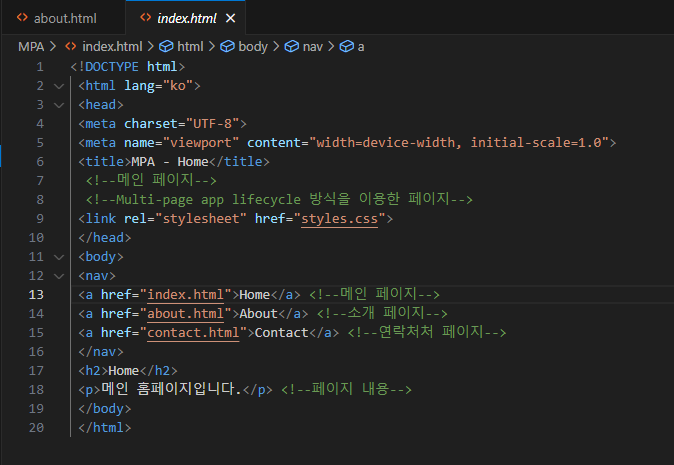 about.html index.html
MPA > index.html > html > body > nav > a
1 <!DOCTYPE html>
2 <html lang="ko">
3 <head>
4 <meta charset="UTF-8">
5 <meta name="viewport" content="width=device-width, initial-scale=1.0">
6 <title>MPA - Home</title>
7 <!--메인 페이지-->
8 <!--Multi-page app lifecycle 방식을 이용한 페이지-->
9 <link rel="stylesheet" href="styles.css">
10 </head>
11 <body>
12 <nav>
13 <a href="index.html">Home</a> <!--메인 페이지-->
14 <a href="about.html">About</a> <!--소개 페이지-->
15 <a href="contact.html">Contact</a> <!--연락처처 페이지-->
16 </nav>
17 <h2>Home</h2>
18 <p>메인 홈페이지입니다.</p> <!--페이지 내용-->
19 </body>
20 </html>